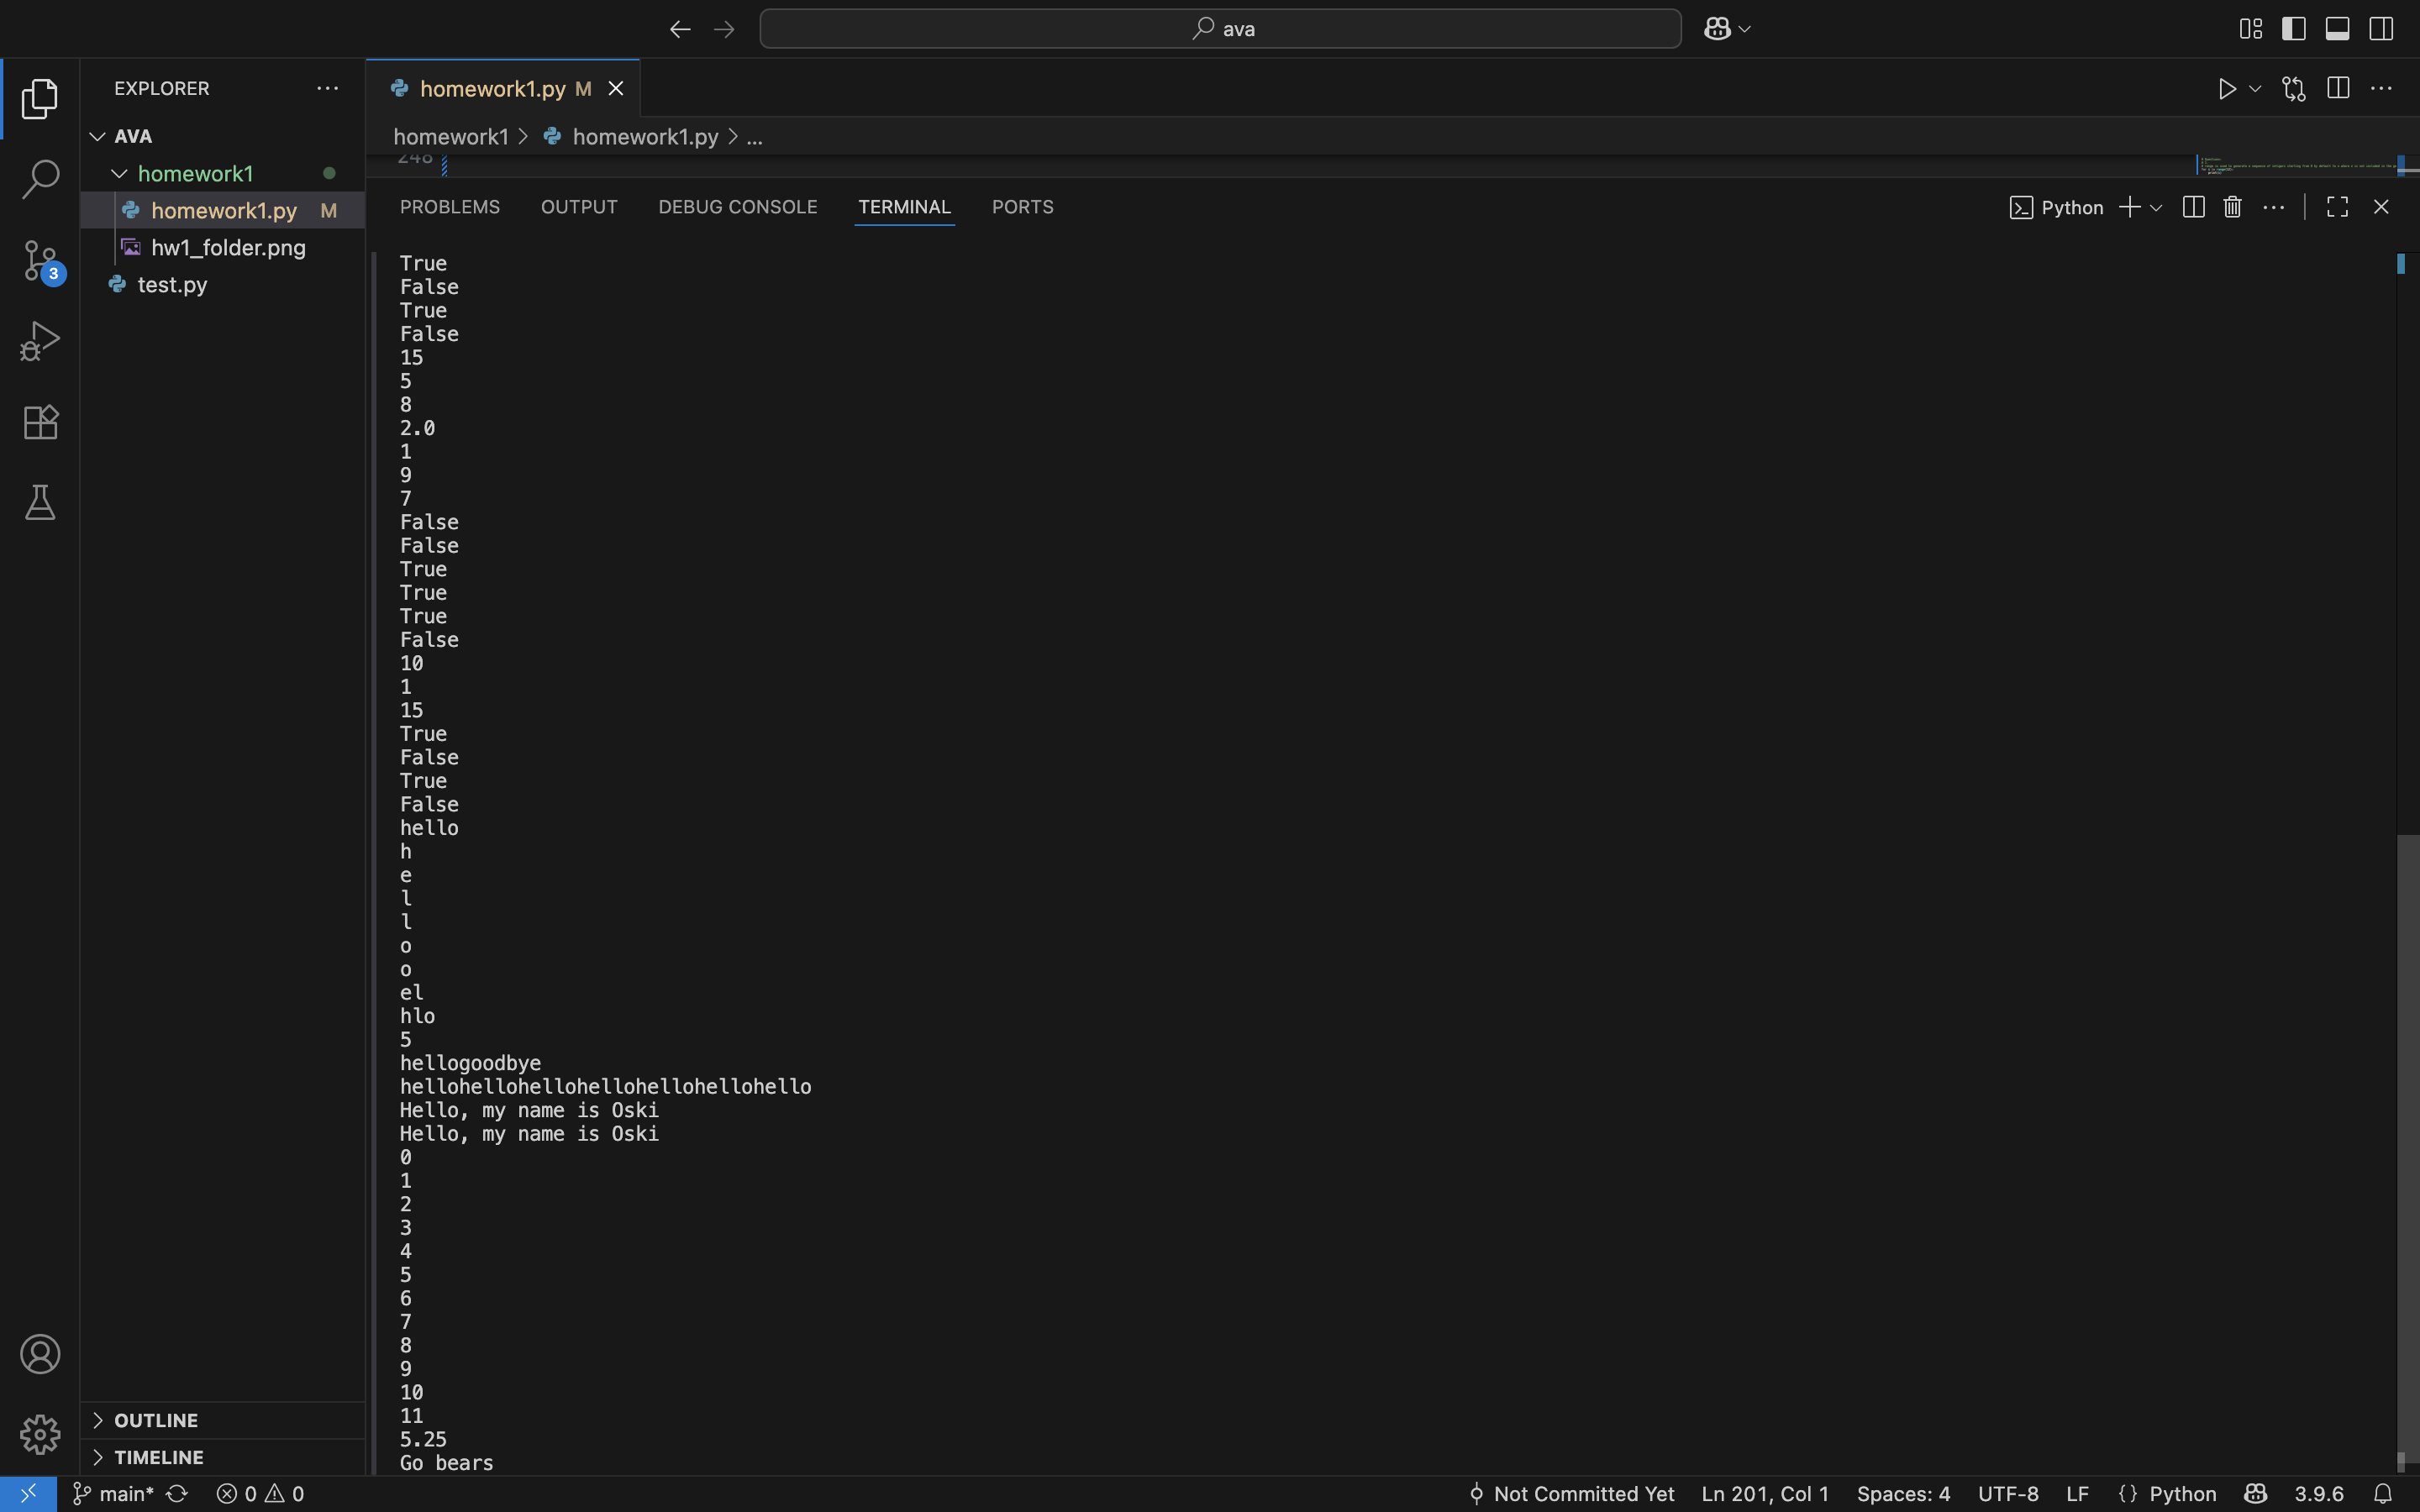 ava
EXPLORER
AVA
homework1
homework1.py M
hw1_folder.png
test.py
3
OUTLINE
TIMELINE
homework1.py M
homework1 > homework1.py > ...
248
PROBLEMS OUTPUT DEBUG CONSOLE TERMINAL PORTS
Python
True
False
True
False
15
5
8
2.0
1
9
7
False
False
True
True
True
False
10
1
15
True
False
True
False
hello
h
e
l
l
o
o
el
hlo
5
hellogoodbye
hellohellohellohellohellohellohello
Hello, my name is Oski
Hello, my name is Oski
0
1
2
3
4
5
6
7
8
9
10
11
5.25
Go bears
main* 0 0 Not Committed Yet Ln 201, Col 1 Spaces: 4 UTF-8 LF {} Python 3.9.6